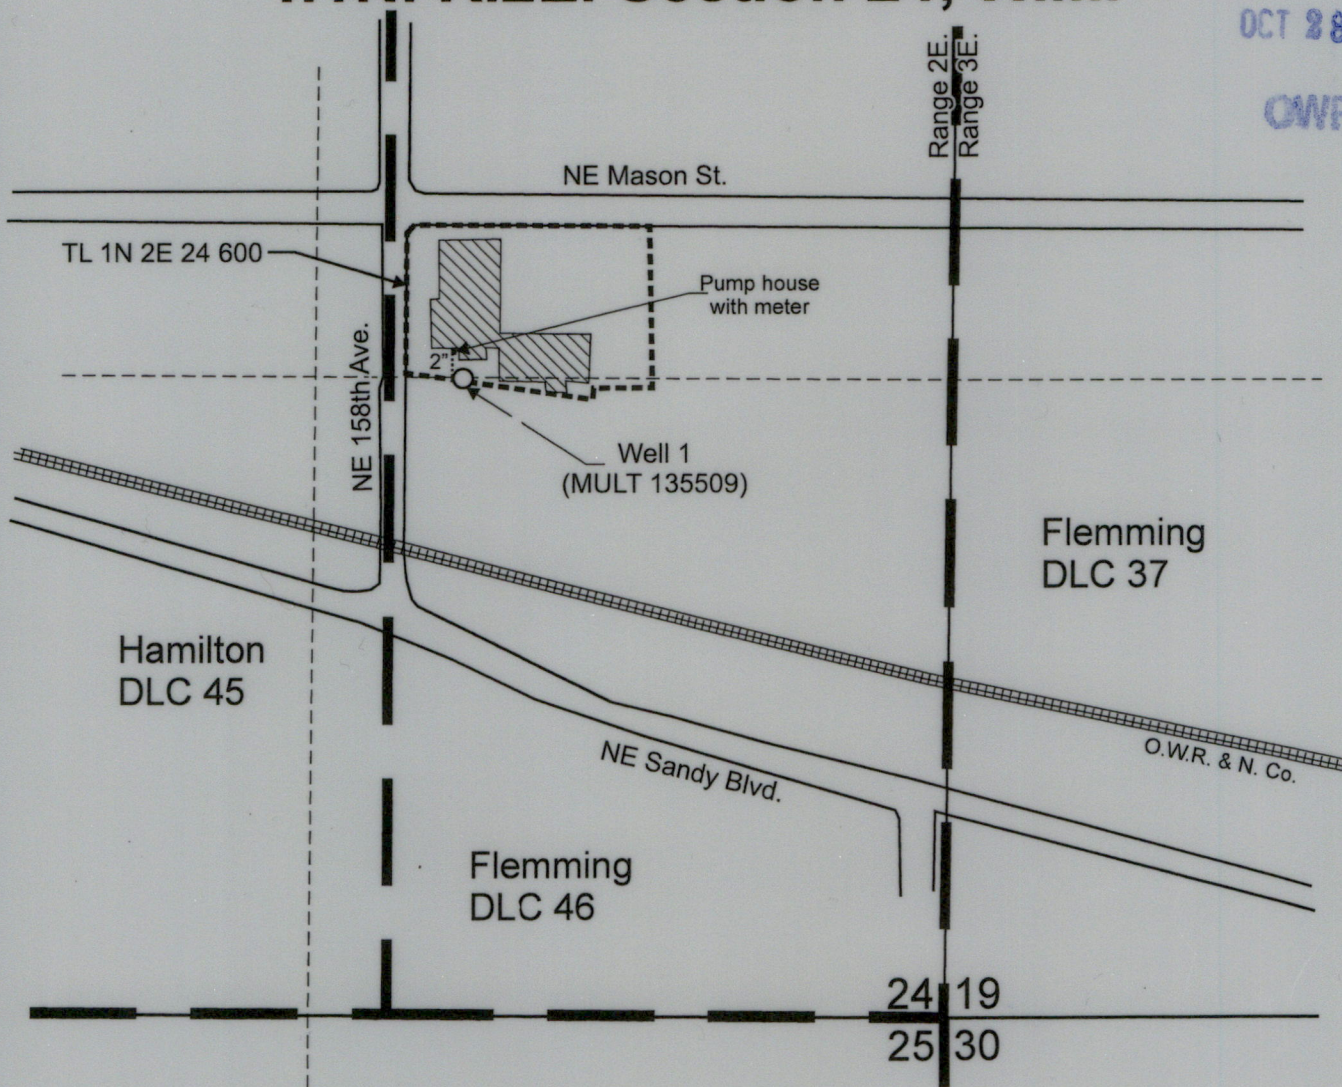 OCT 28
OWR
Range 2E.
Range 3E.
NE Mason St.
TL 1N 2E 24 600
Pump house
with meter
2"
NE 158th Ave.
Well 1
(MULT 135509)
Flemming
DLC 37
Hamilton
DLC 45
NE Sandy Blvd.
O.W.R. & N. Co.
Flemming
DLC 46
24 19
25 30